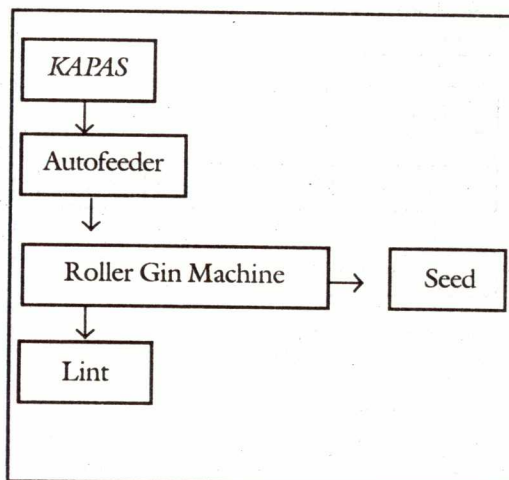 KAPAS
Autofeeder
Roller Gin Machine
Seed
Lint